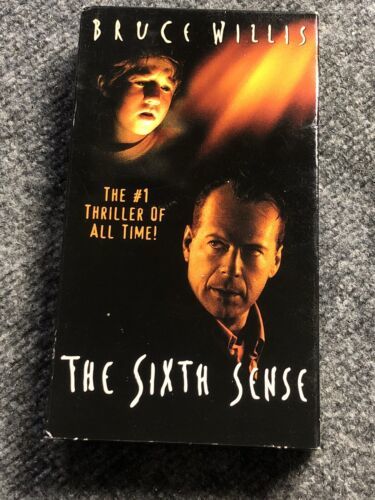 BRUCE WILLIS
THE #1
THRILLER OF
ALL TIME!
THE SIXTH SENSE